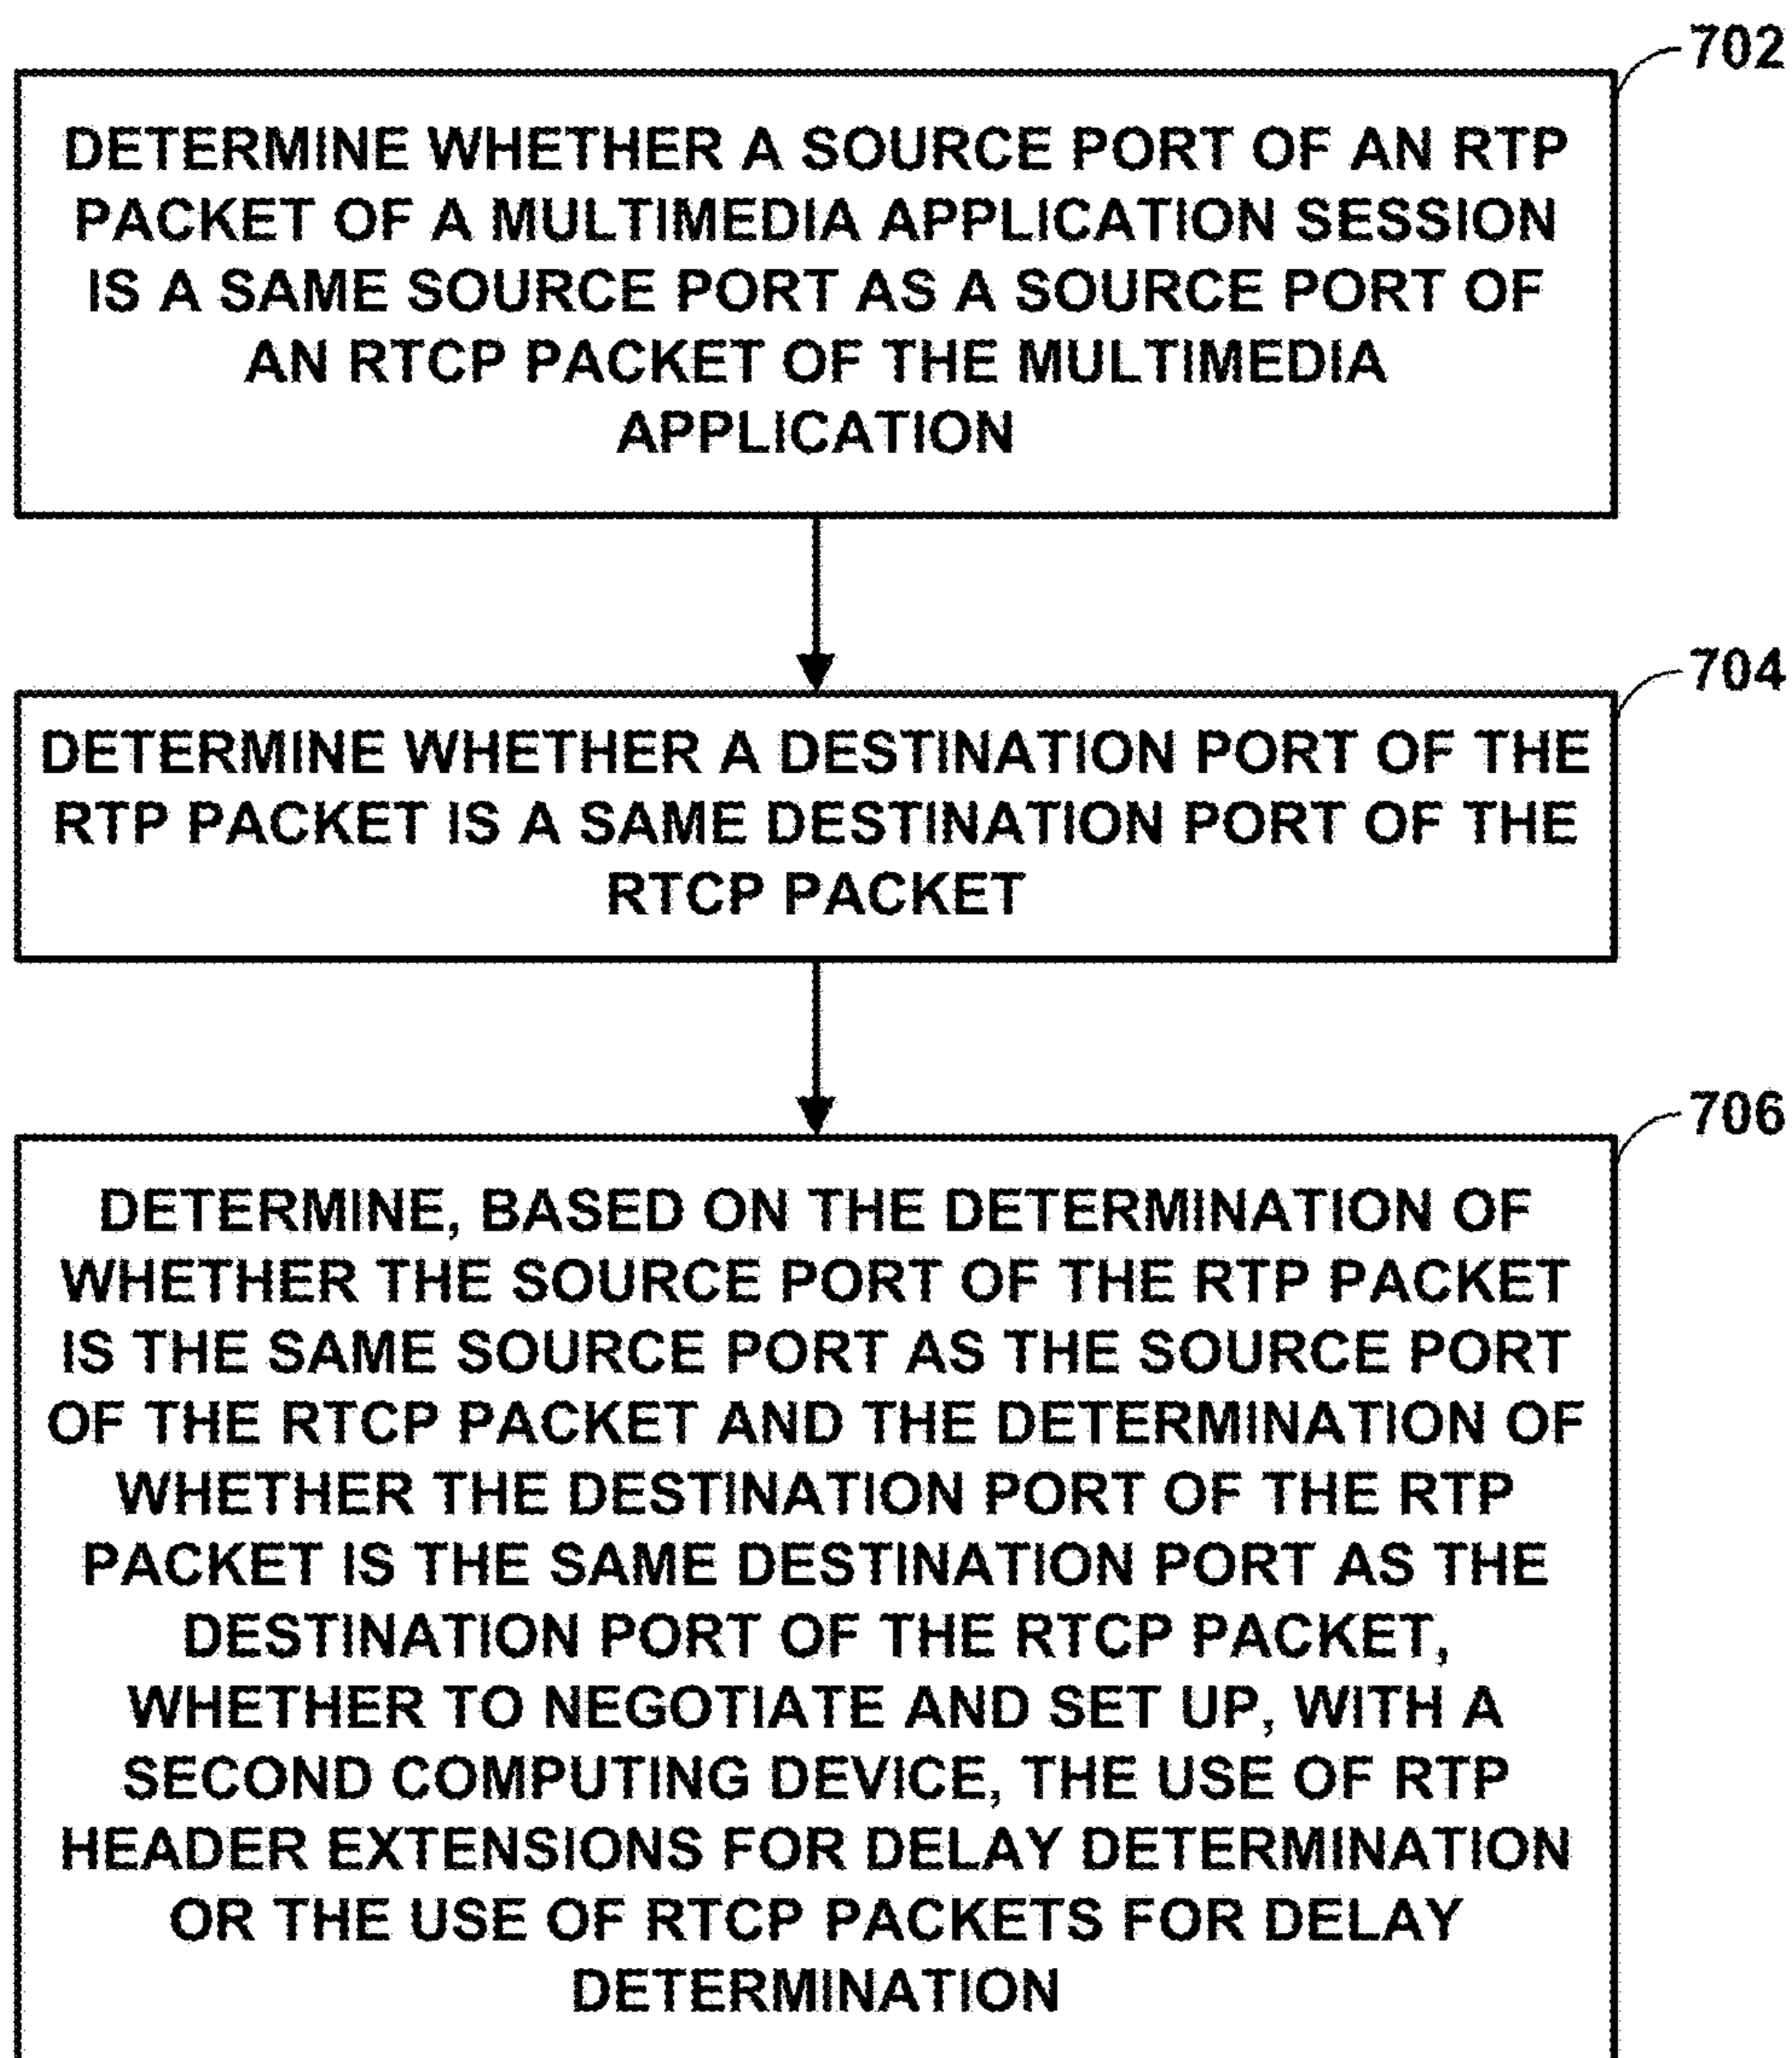 702
DETERMINE WHETHER A SOURCE PORT OF AN RTP
PACKET OF A MULTIMEDIA APPLICATION SESSION
IS A SAME SOURCE PORT AS A SOURCE PORT OF
AN RTCP PACKET OF THE MULTIMEDIA
APPLICATION
704
DETERMINE WHETHER A DESTINATION PORT OF THE
RTP PACKET IS A SAME DESTINATION PORT OF THE
RTCP PACKET
706
DETERMINE, BASED ON THE DETERMINATION OF
WHETHER THE SOURCE PORT OF THE RTP PACKET
IS THE SAME SOURCE PORT AS THE SOURCE PORT
OF THE RTCP PACKET AND THE DETERMINATION OF
WHETHER THE DESTINATION PORT OF THE RTP
PACKET IS THE SAME DESTINATION PORT AS THE
DESTINATION PORT OF THE RTCP PACKET,
WHETHER TO NEGOTIATE AND SET UP, WITH A
SECOND COMPUTING DEVICE, THE USE OF RTP
HEADER EXTENSIONS FOR DELAY DETERMINATION
OR THE USE OF RTCP PACKETS FOR DELAY
DETERMINATION